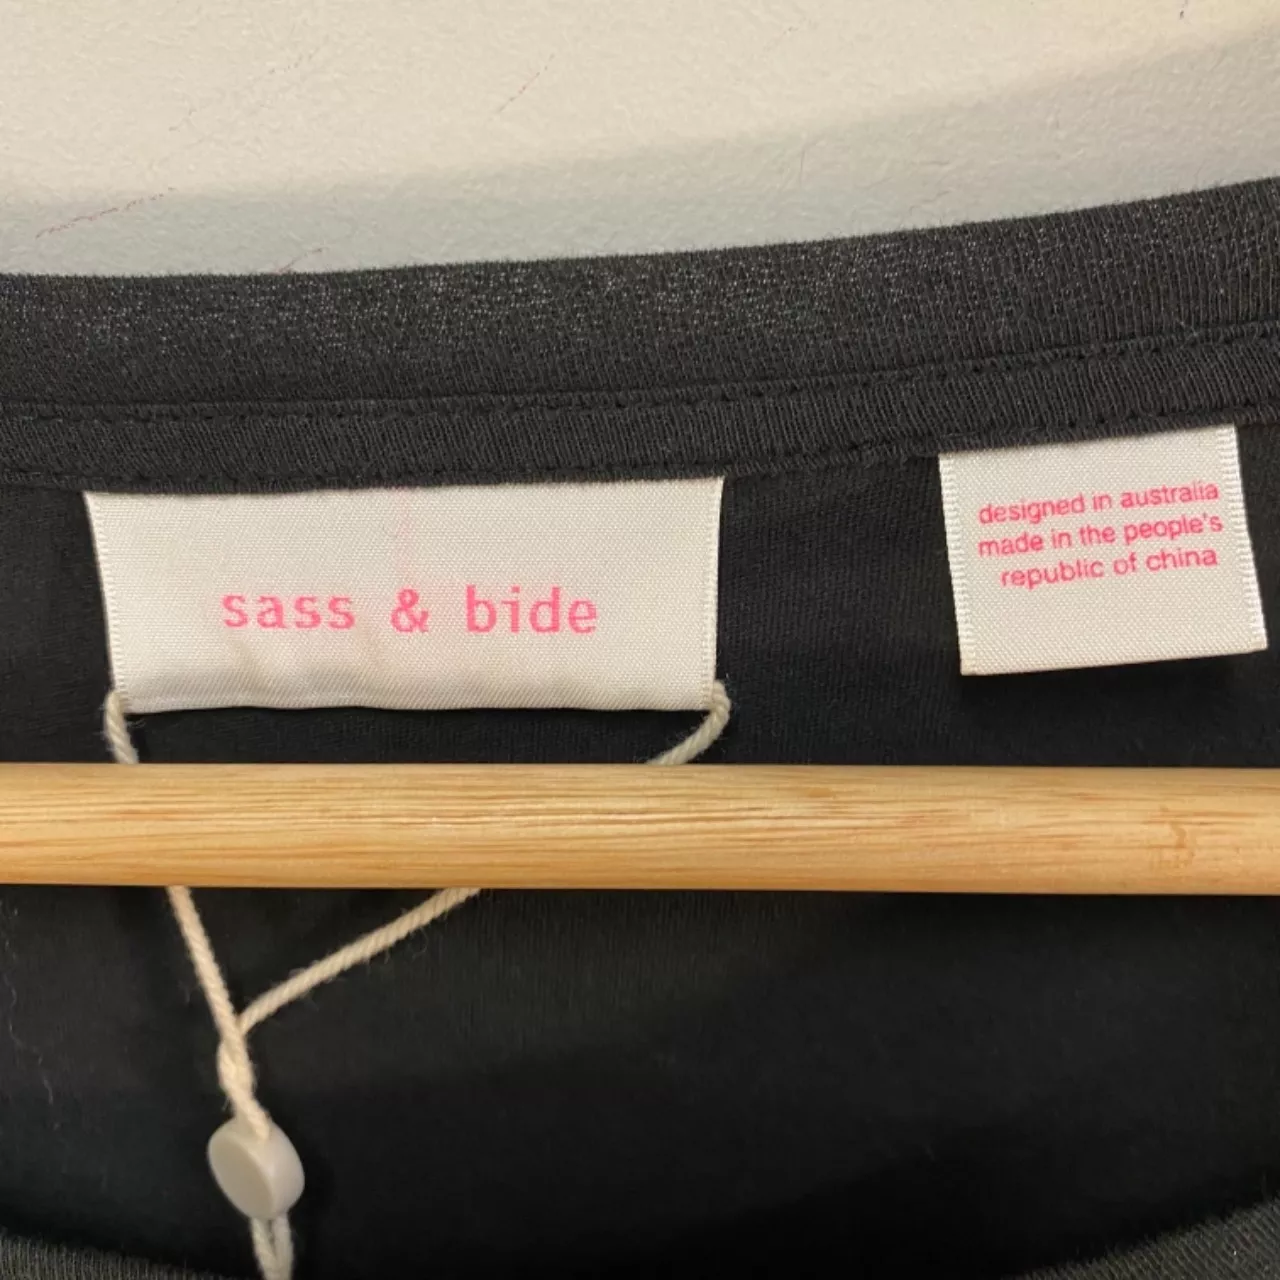 sass & bide
designed in australia
made in the people's
republic of china